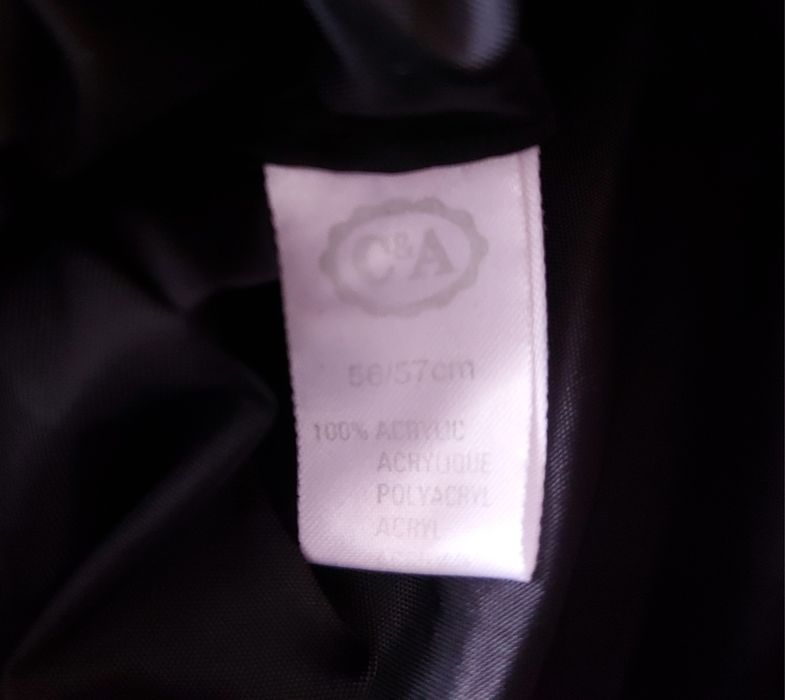 C&A
56/57cm
100% ACRYLIC
ACRYLIQUE
POLYACRYL
ACRYL